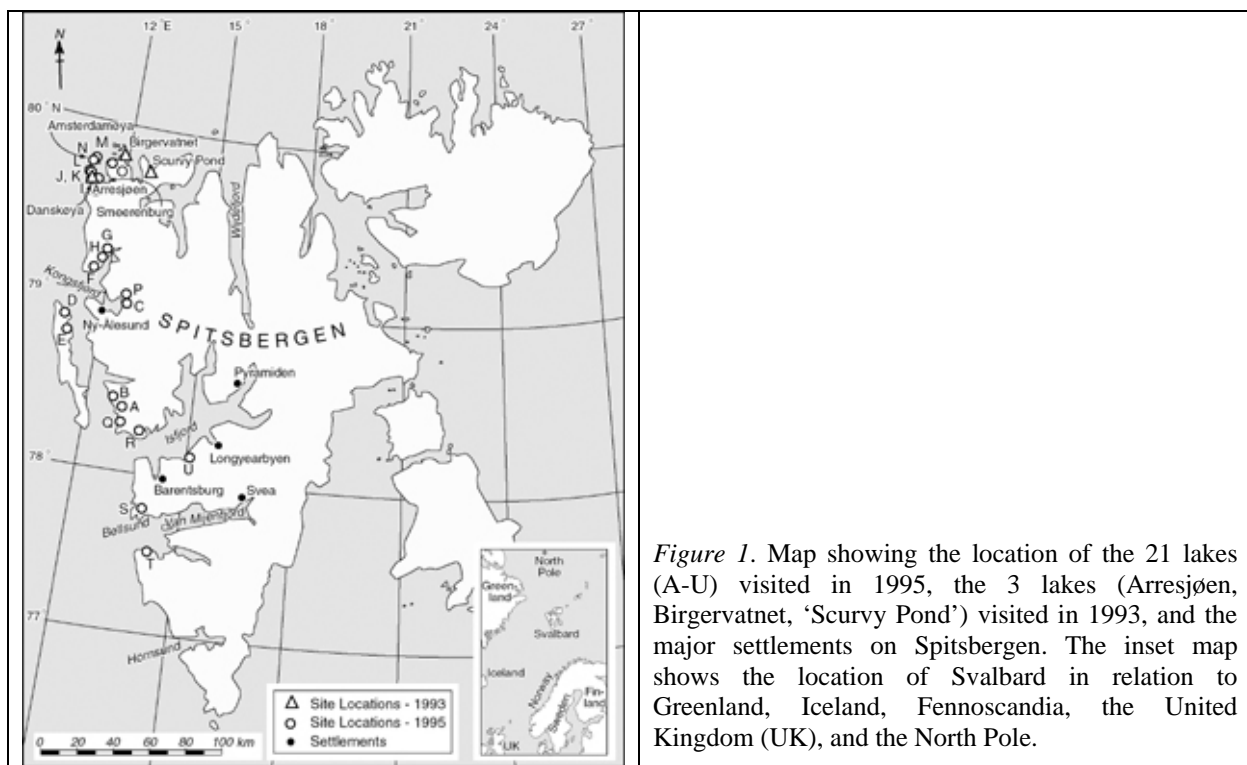 12 ° E
15 °
18 °
21 °
24 °
27 °
N
80 ° N
Amsterdamøya
N
M
Birgervatnet
L
Scurvy Pond
J, K
I
Arresjøen
Danskøya
Smeerenburg
Wijdefjord
G
H
F
Kongsfjord
79 °
D
P
C
Ny-Ålesund
E
SPITSBERGEN
Pyramiden
B
A
Q
R
Isfjord
78 °
Longyearbyen
U
Barentsburg
Svea
S
Bellsund
Van Mijenfjord
T
77 °
Hornsund
North
Pole
Green-
land
Svalbard
Iceland
Norway
Sweden
Fin-
land
UK
Site Locations - 1993
Site Locations - 1995
Settlements
0 20 40 60 80 100 km
Figure 1. Map showing the location of the 21 lakes
(A-U) visited in 1995, the 3 lakes (Arresjøen,
Birgervatnet, ‘Scurvy Pond’) visited in 1993, and the
major settlements on Spitsbergen. The inset map
shows the location of Svalbard in relation to
Greenland, Iceland, Fennoscandia, the United
Kingdom (UK), and the North Pole.